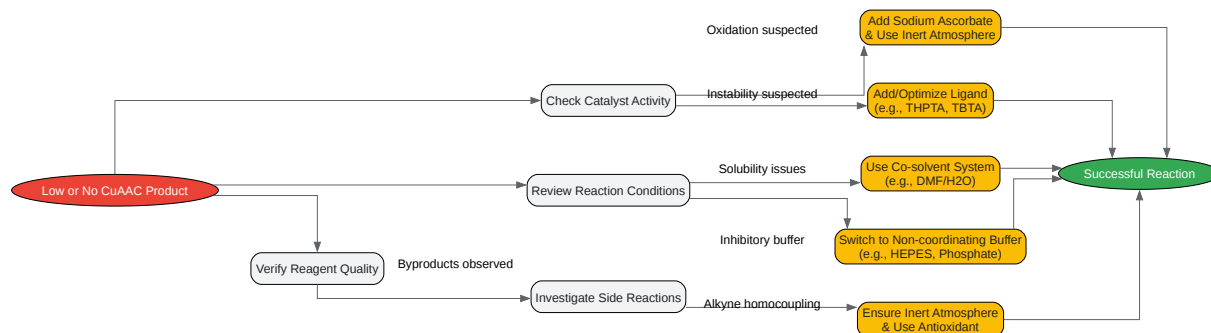 Oxidation suspected
Add Sodium Ascorbate
& Use Inert Atmosphere
Check Catalyst Activity
Instability suspected
Add/Optimize Ligand
(e.g., THPTA, TBTA)
Low or No CuAAC Product
Review Reaction Conditions
Solubility issues
Use Co-solvent System
(e.g., DMF/H2O)
Successful Reaction
Inhibitory buffer
Switch to Non-coordinating Buffer
(e.g., HEPES, Phosphate)
Verify Reagent Quality
Byproducts observed
Investigate Side Reactions
Alkyne homocoupling
Ensure Inert Atmosphere
& Use Antioxidant